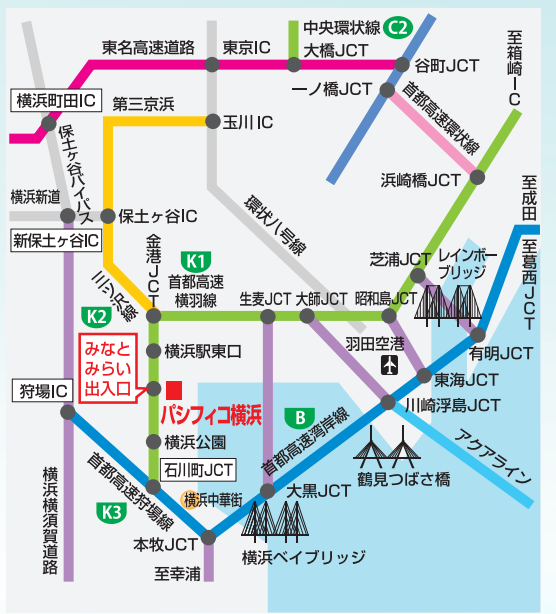 中央環状線 C2
東名高速道路
東京IC
大橋JCT
谷町JCT
至箱崎IC
一ノ橋JCT
首都高速環状線
横浜町田IC
第三京浜
玉川IC
保土ヶ谷バイパス
浜崎橋JCT
至成田
横浜新道
保土ヶ谷IC
環状八号線
新保土ヶ谷IC
金港JCT
K1
首都高速
横羽線
芝浦JCT
レインボー
ブリッジ
至葛西JCT
三ツ沢線
K2
生麦JCT
大師JCT
昭和島JCT
みなと
みらい
出入口
横浜駅東口
羽田空港
有明JCT
東海JCT
狩場IC
パシフィコ横浜
川崎浮島JCT
B
首都高速湾岸線
横浜公園
アクアライン
石川町JCT
鶴見つばさ橋
首都高速狩場線
K3
横浜中華街
大黒JCT
横浜横須賀道路
本牧JCT
横浜ベイブリッジ
至幸浦